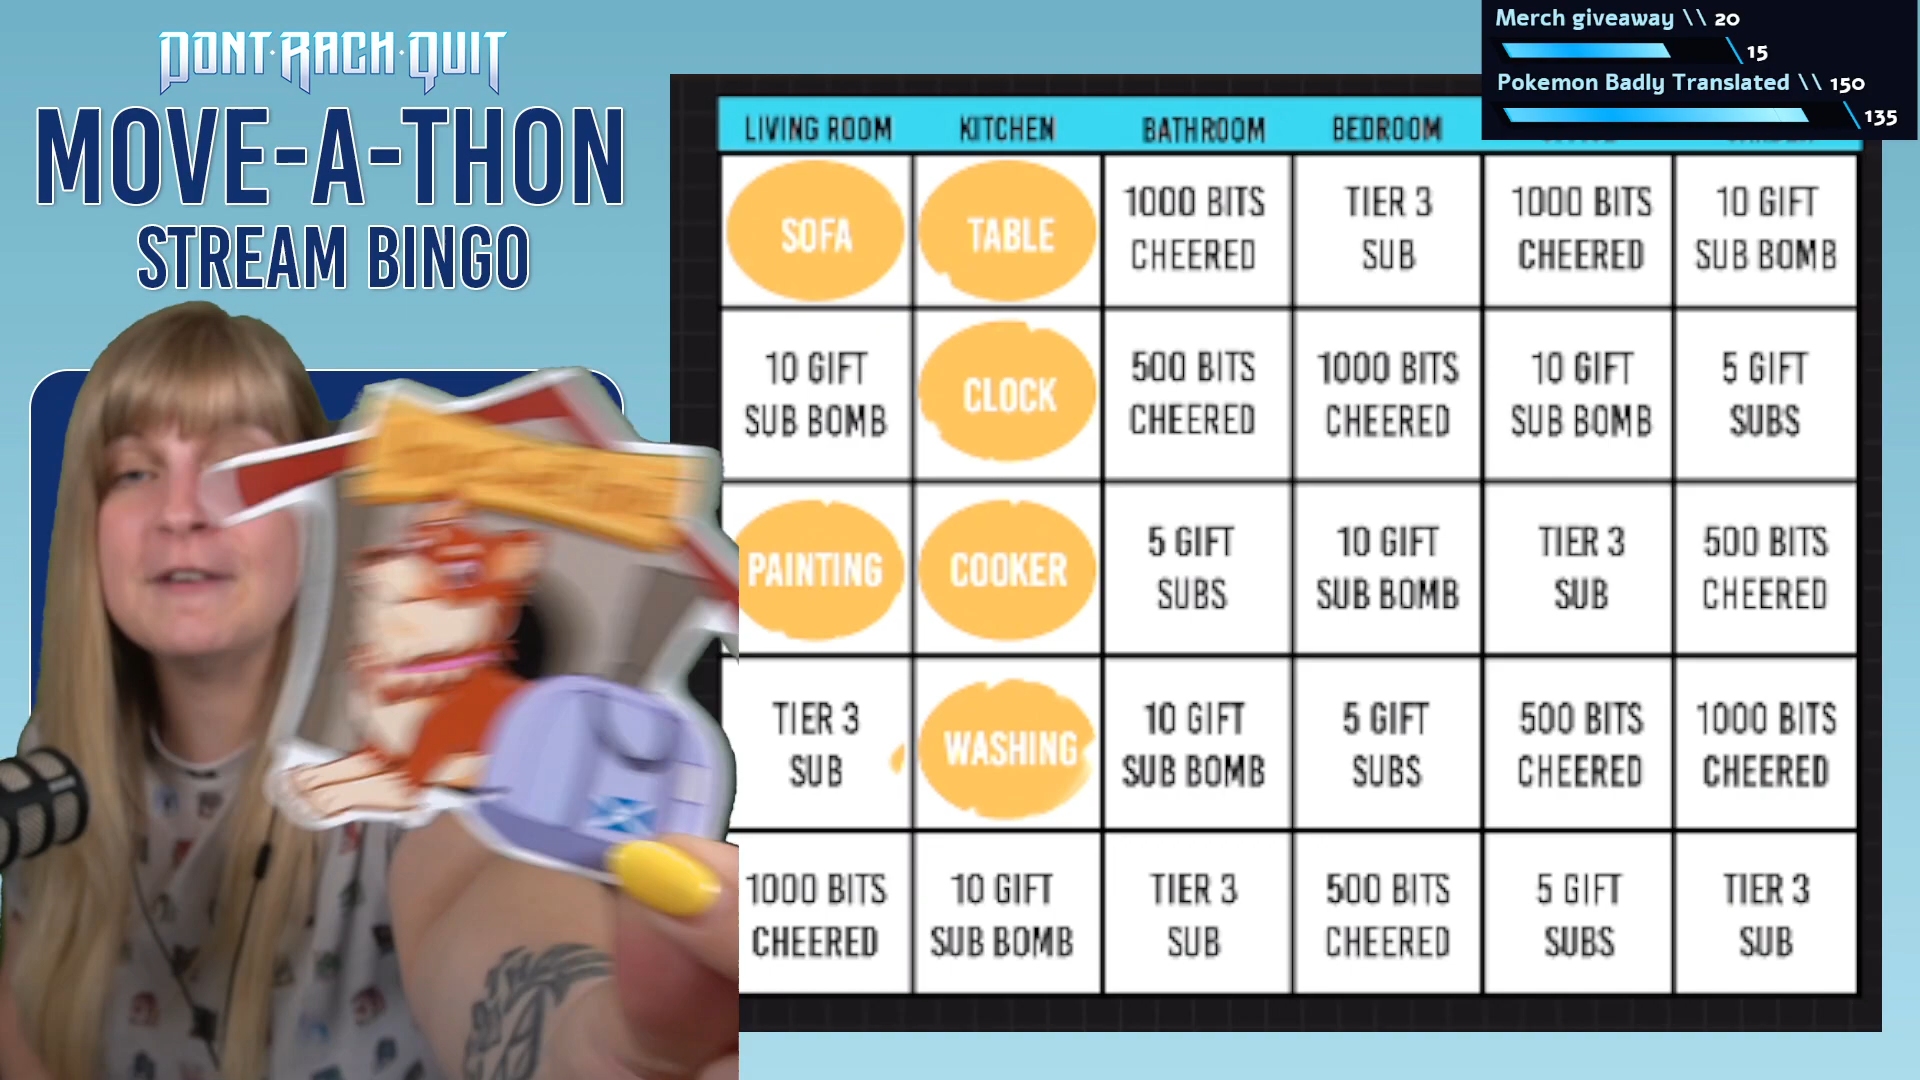 DONT·RACH·QUIT
MOVE-A-THON
STREAM BINGO
Merch giveaway \\ 20
15
Pokemon Badly Translated \\ 150
135
LIVING ROOM KITCHEN BATHROOM BEDROOM
SOFA TABLE 1000 BITS CHEERED TIER 3 SUB 1000 BITS CHEERED 10 GIFT SUB BOMB
10 GIFT SUB BOMB CLOCK 500 BITS CHEERED 1000 BITS CHEERED 10 GIFT SUB BOMB 5 GIFT SUBS
PAINTING COOKER 5 GIFT SUBS 10 GIFT SUB BOMB TIER 3 SUB 500 BITS CHEERED
TIER 3 SUB WASHING 10 GIFT SUB BOMB 5 GIFT SUBS 500 BITS CHEERED 1000 BITS CHEERED
1000 BITS CHEERED 10 GIFT SUB BOMB TIER 3 SUB 500 BITS CHEERED 5 GIFT SUBS TIER 3 SUB